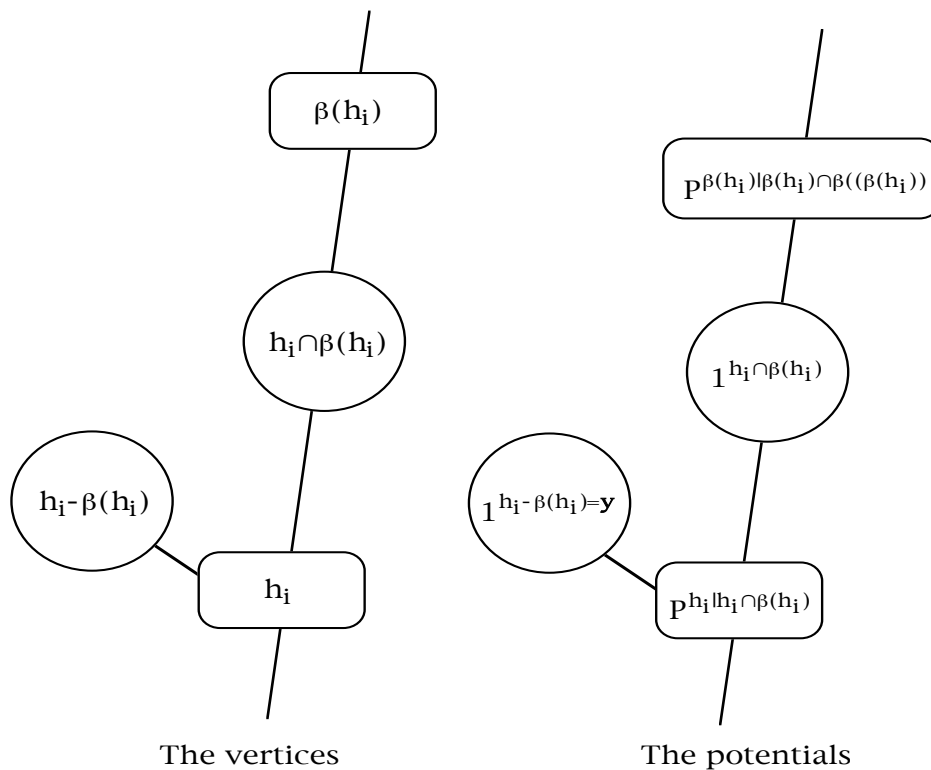 β(hᵢ)
hᵢ∩β(hᵢ)
hᵢ-β(hᵢ)
hᵢ
The vertices
P^β(hᵢ)|β(hᵢ)∩β((β(hᵢ))
1^hᵢ∩β(hᵢ)
1^hᵢ-β(hᵢ)=y
P^hᵢ|hᵢ∩β(hᵢ)
The potentials